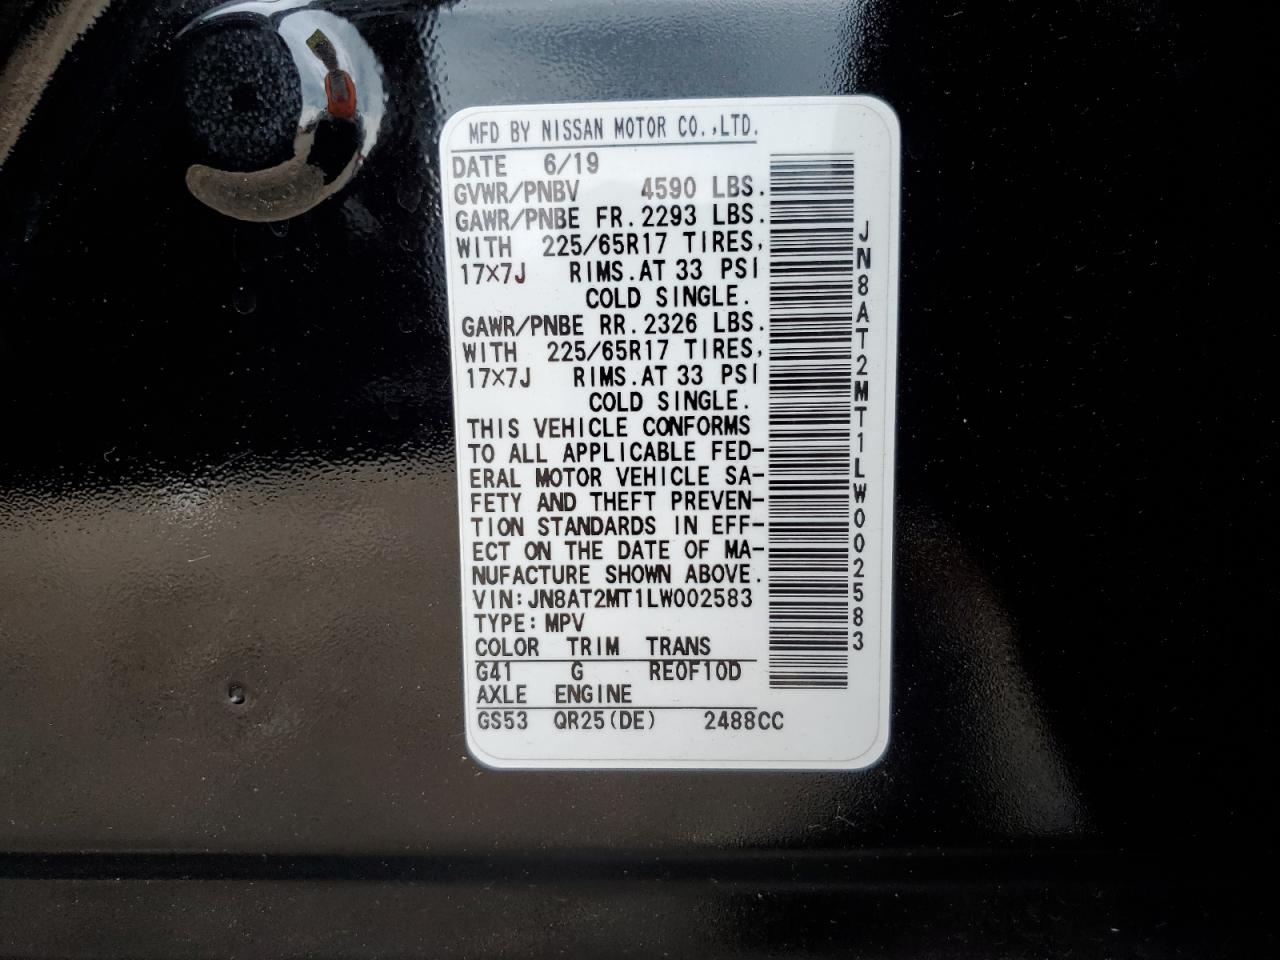 MFD BY NISSAN MOTOR CO.,LTD.
DATE 6/19
GVWR/PNBV 4590 LBS.
GAWR/PNBE FR. 2293 LBS.
WITH 225/65R17 TIRES,
17X7J RIMS. AT 33 PSI
COLD SINGLE.
GAWR/PNBE RR. 2326 LBS.
WITH 225/65R17 TIRES,
17X7J RIMS. AT 33 PSI
COLD SINGLE.
THIS VEHICLE CONFORMS
TO ALL APPLICABLE FED-
ERAL MOTOR VEHICLE SA-
FETY AND THEFT PREVEN-
TION STANDARDS IN EFF-
ECT ON THE DATE OF MA-
NUFACTURE SHOWN ABOVE.
VIN: JN8AT2MT1LW002583
TYPE: MPV
COLOR TRIM TRANS
G41 G RE0F10D
AXLE ENGINE
GS53 QR25(DE) 2488CC
JN8AT2MT1LW002583